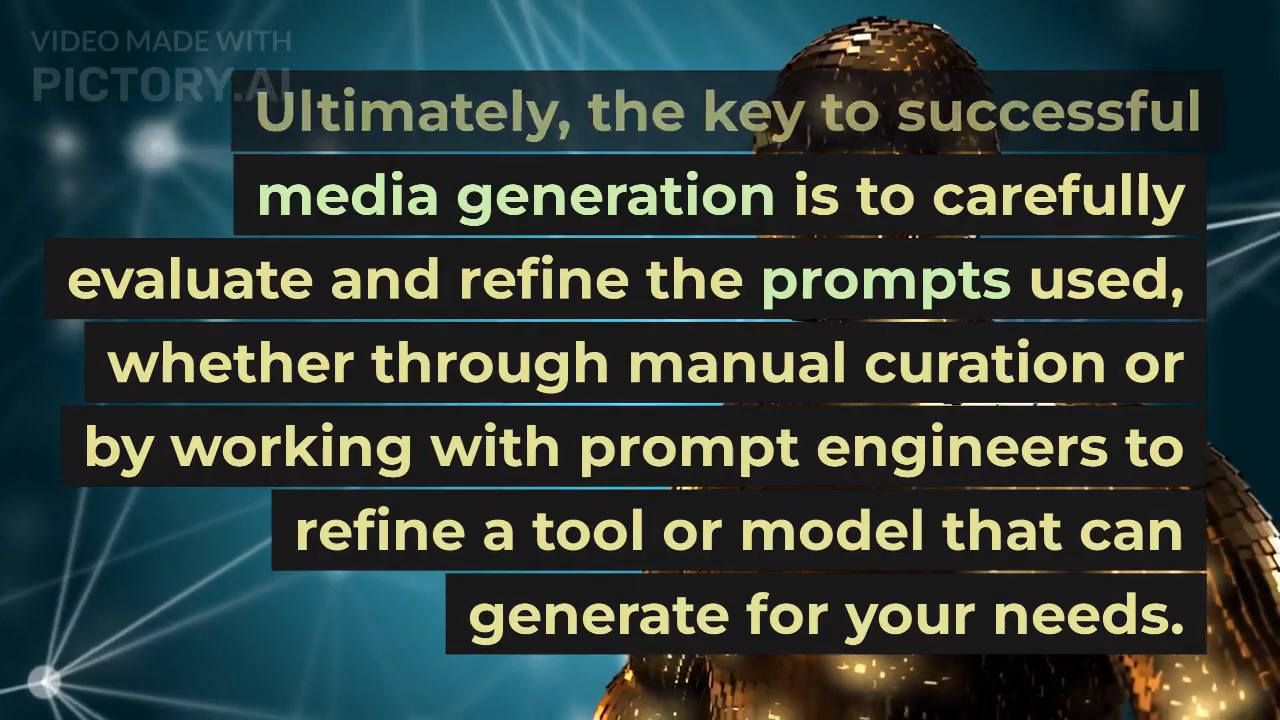 VIDEO MADE WITH
PICTORY.AI
Ultimately, the key to successful
media generation is to carefully
evaluate and refine the prompts used,
whether through manual curation or
by working with prompt engineers to
refine a tool or model that can
generate for your needs.